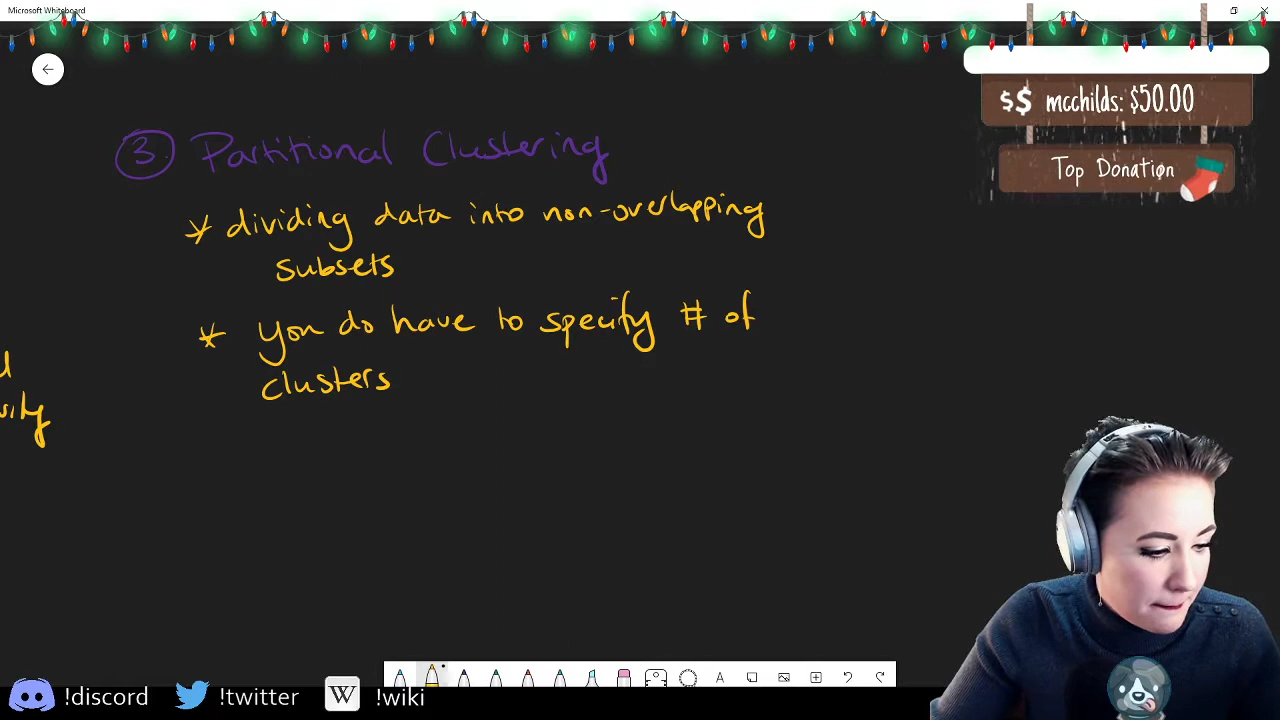 Microsoft Whiteboard
$$ mcchilds: $50.00
Top Donation
3 Partitional Clustering
* dividing data into non-overlapping
subsets
* you do have to specify # of
clusters
A
!discord
!twitter
W !wiki